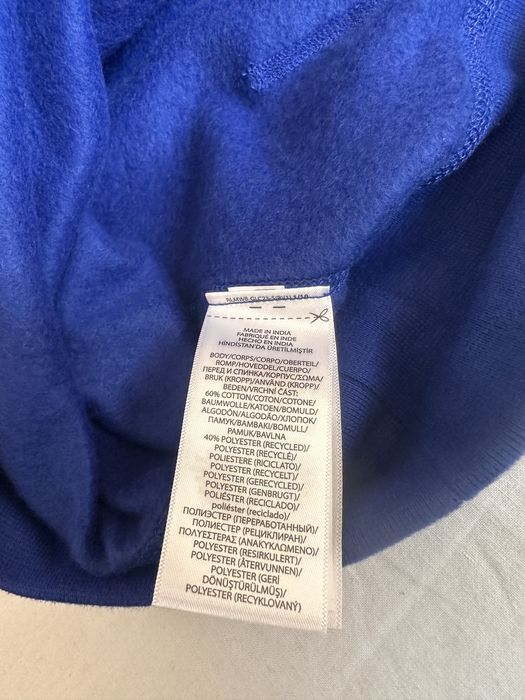 MADE IN INDIA
FABRIQUÉ EN INDE
HECHO EN INDIA
HİNDİSTAN'DA ÜRETİLMİŞTİR
BODY/CORPS/CORPO/OBERTEIL/
ROMP/HOVEDDEL/CUERPO/
ПЕРЕД И СПИНКА/КОРПУС/ΣΩΜΑ/
BRUK (KROPP)/ANVÄND (KROPP)/
BEDEN/VRCHNÍ ČÁST:
60% COTTON/COTON/COTONE/
BAUMWOLLE/KATOEN/BOMULD/
ALGODÓN/ALGODÃO/ХЛОПОК/
ПАМУК/ΒΑΜΒΑΚΙ/BOMULL/
PAMUK/BAVLNA
40% POLYESTER (RECYCLED)/
POLYESTER (RECYCLÉ)/
POLIESTERE (RICICLATO)/
POLYESTER (RECYCELT)/
POLYESTER (GERECYCLED)/
POLYESTER (GENBRUGT)/
POLIÉSTER (RECICLADO)/
poliéster (reciclado)/
ПОЛИЭСТЕР (ПЕРЕРАБОТАННЫЙ)/
ПОЛИЕСТЕР (РЕЦИКЛИРАН)/
ΠΟΛΥΕΣΤΕΡΑΣ (ΑΝΑΚΥΚΛΩΜΕΝΟ)/
POLYESTER (RESIRKULERT)/
POLYESTER (ÅTERVUNNEN)/
POLYESTER (GERİ
DÖNÜŞTÜRÜLMÜŞ)/
POLYESTER (RECYKLOVANÝ)